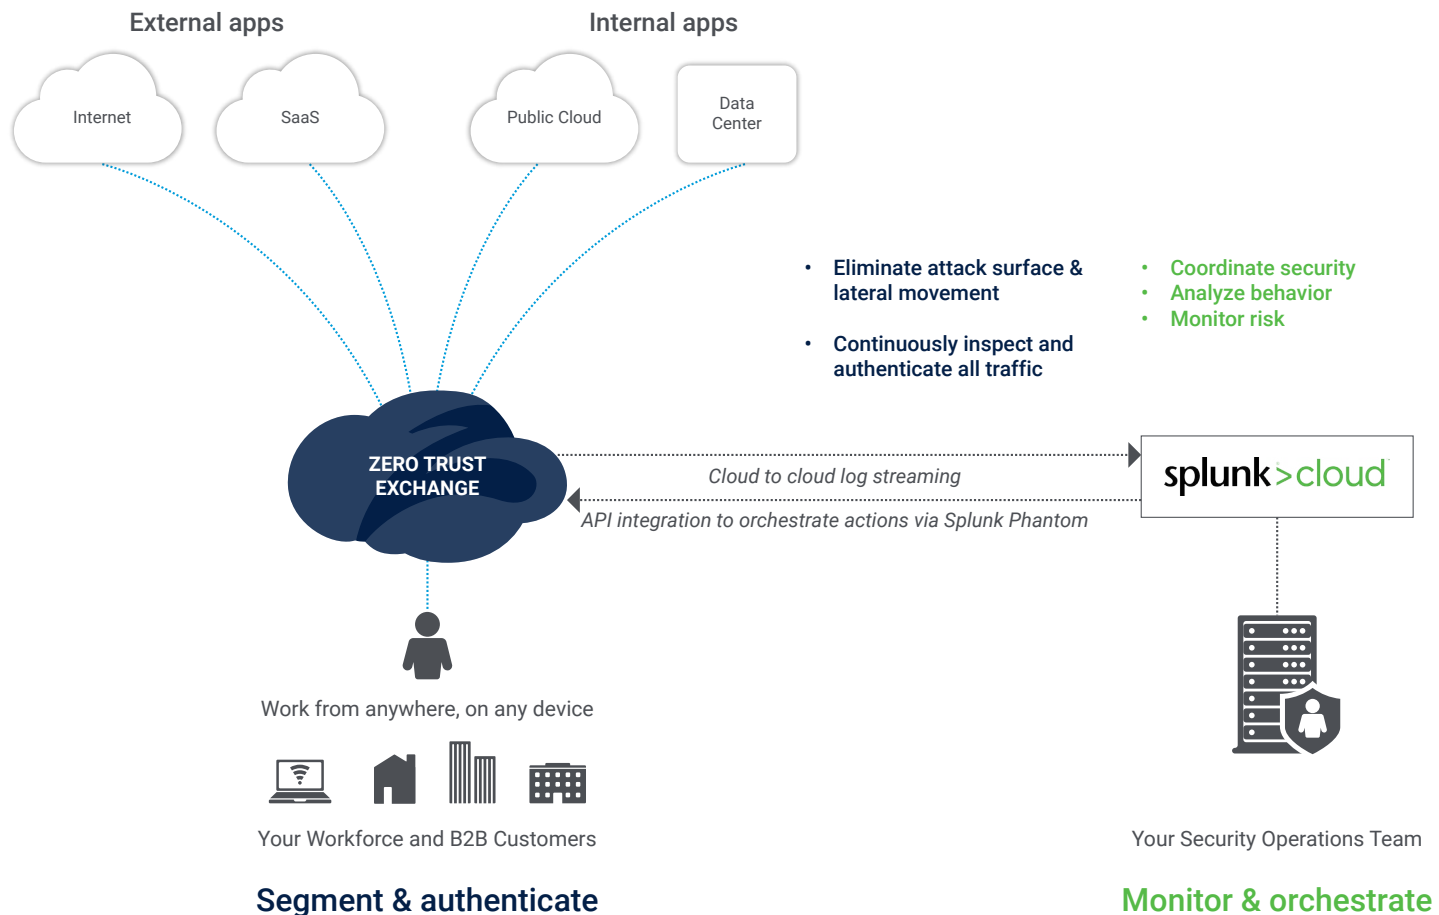 External apps
Internal apps
Internet
SaaS
Public Cloud
Data
Center
• Eliminate attack surface &
lateral movement
• Continuously inspect and
authenticate all traffic
• Coordinate security
• Analyze behavior
• Monitor risk
ZERO TRUST
EXCHANGE
Cloud to cloud log streaming
API integration to orchestrate actions via Splunk Phantom
splunk>cloud
Work from anywhere, on any device
Your Workforce and B2B Customers
Your Security Operations Team
Segment & authenticate
Monitor & orchestrate